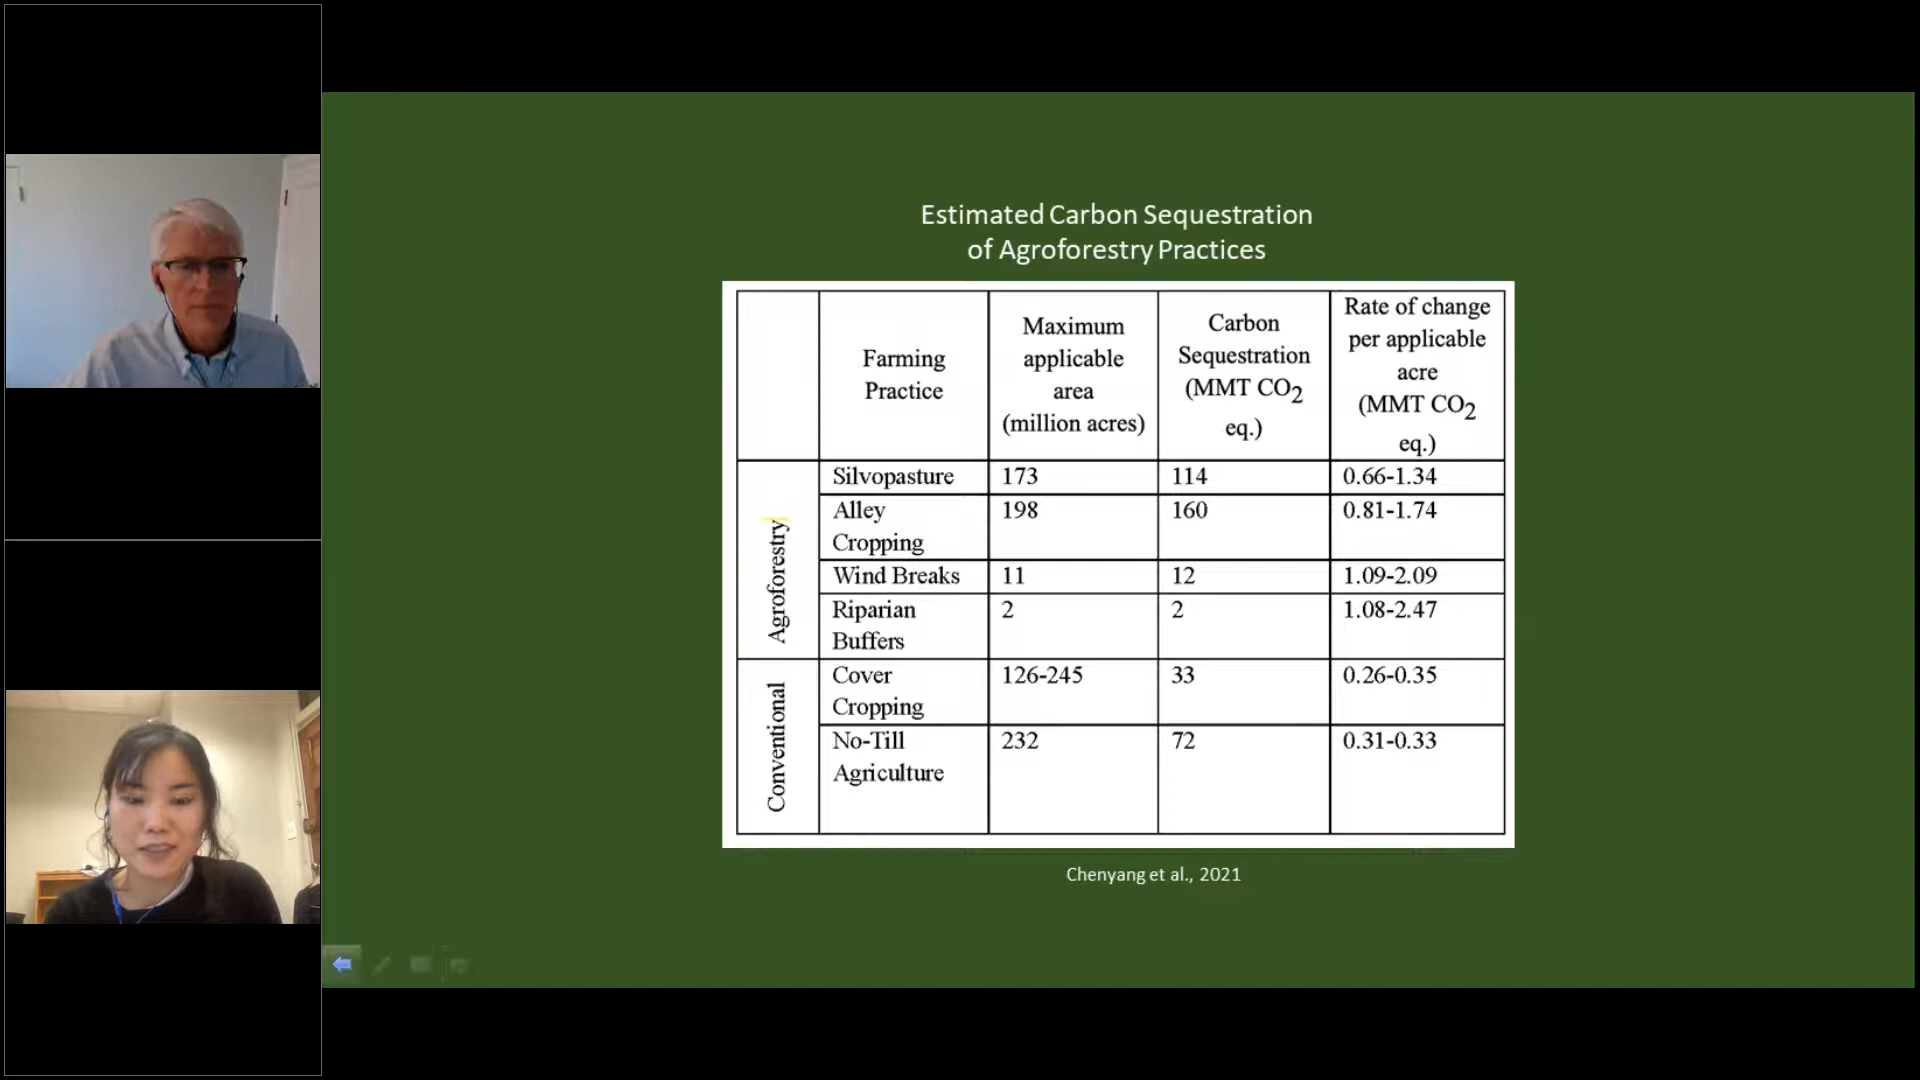 Estimated Carbon Sequestration
of Agroforestry Practices
Farming
Practice
Maximum
applicable
area
(million acres)
Carbon
Sequestration
(MMT CO2
eq.)
Rate of change
per applicable
acre
(MMT CO2
eq.)
Agroforestry
Silvopasture
173
114
0.66-1.34
Alley
Cropping
198
160
0.81-1.74
Wind Breaks
11
12
1.09-2.09
Riparian
Buffers
2
2
1.08-2.47
Conventional
Cover
Cropping
126-245
33
0.26-0.35
No-Till
Agriculture
232
72
0.31-0.33
Chenyang et al., 2021